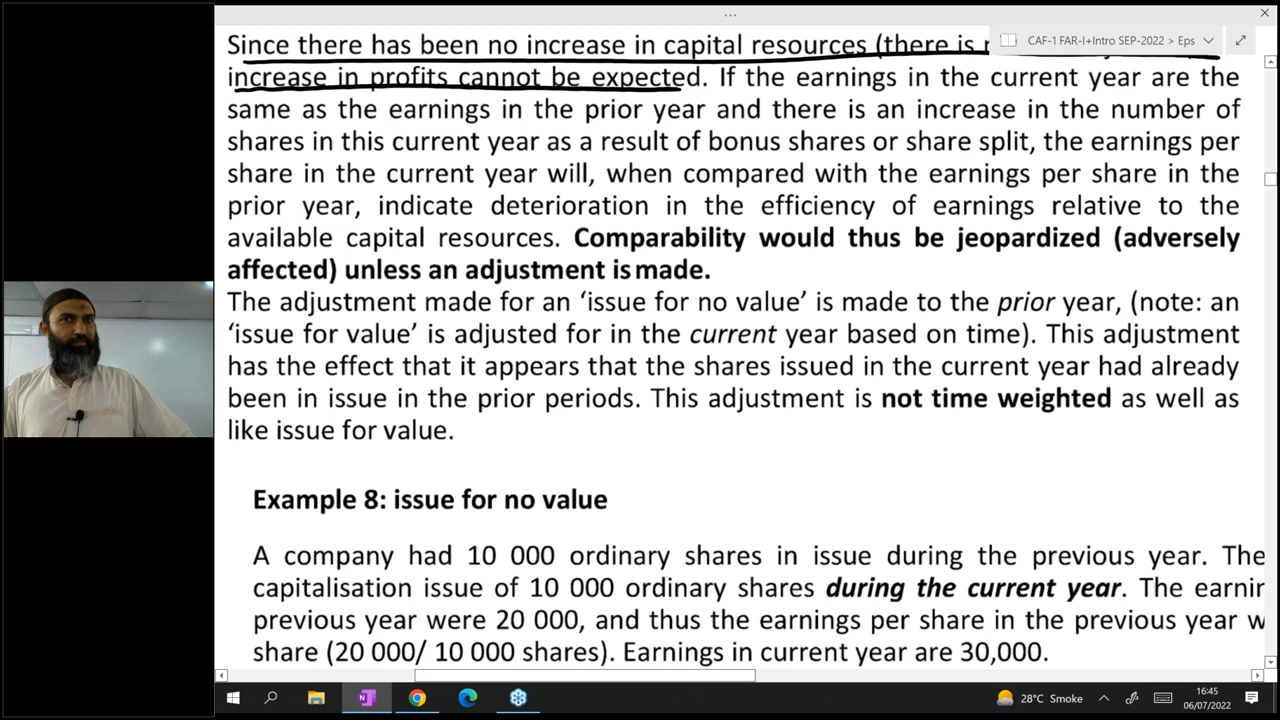 Since there has been no increase in capital resources (there is
CAF-1 FAR-I+Intro SEP-2022 > Eps
increase in profits cannot be expected. If the earnings in the current year are the
same as the earnings in the prior year and there is an increase in the number of
shares in this current year as a result of bonus shares or share split, the earnings per
share in the current year will, when compared with the earnings per share in the
prior year, indicate deterioration in the efficiency of earnings relative to the
available capital resources. Comparability would thus be jeopardized (adversely
affected) unless an adjustment is made.
The adjustment made for an ‘issue for no value’ is made to the prior year, (note: an
‘issue for value’ is adjusted for in the current year based on time). This adjustment
has the effect that it appears that the shares issued in the current year had already
been in issue in the prior periods. This adjustment is not time weighted as well as
like issue for value.
Example 8: issue for no value
A company had 10 000 ordinary shares in issue during the previous year. The
capitalisation issue of 10 000 ordinary shares during the current year. The
previous year were 20 000, and thus the earnings per share in the previous year
share (20 000/ 10 000 shares). Earnings in current year are 30,000.
28°C Smoke
16:45
06/07/2022